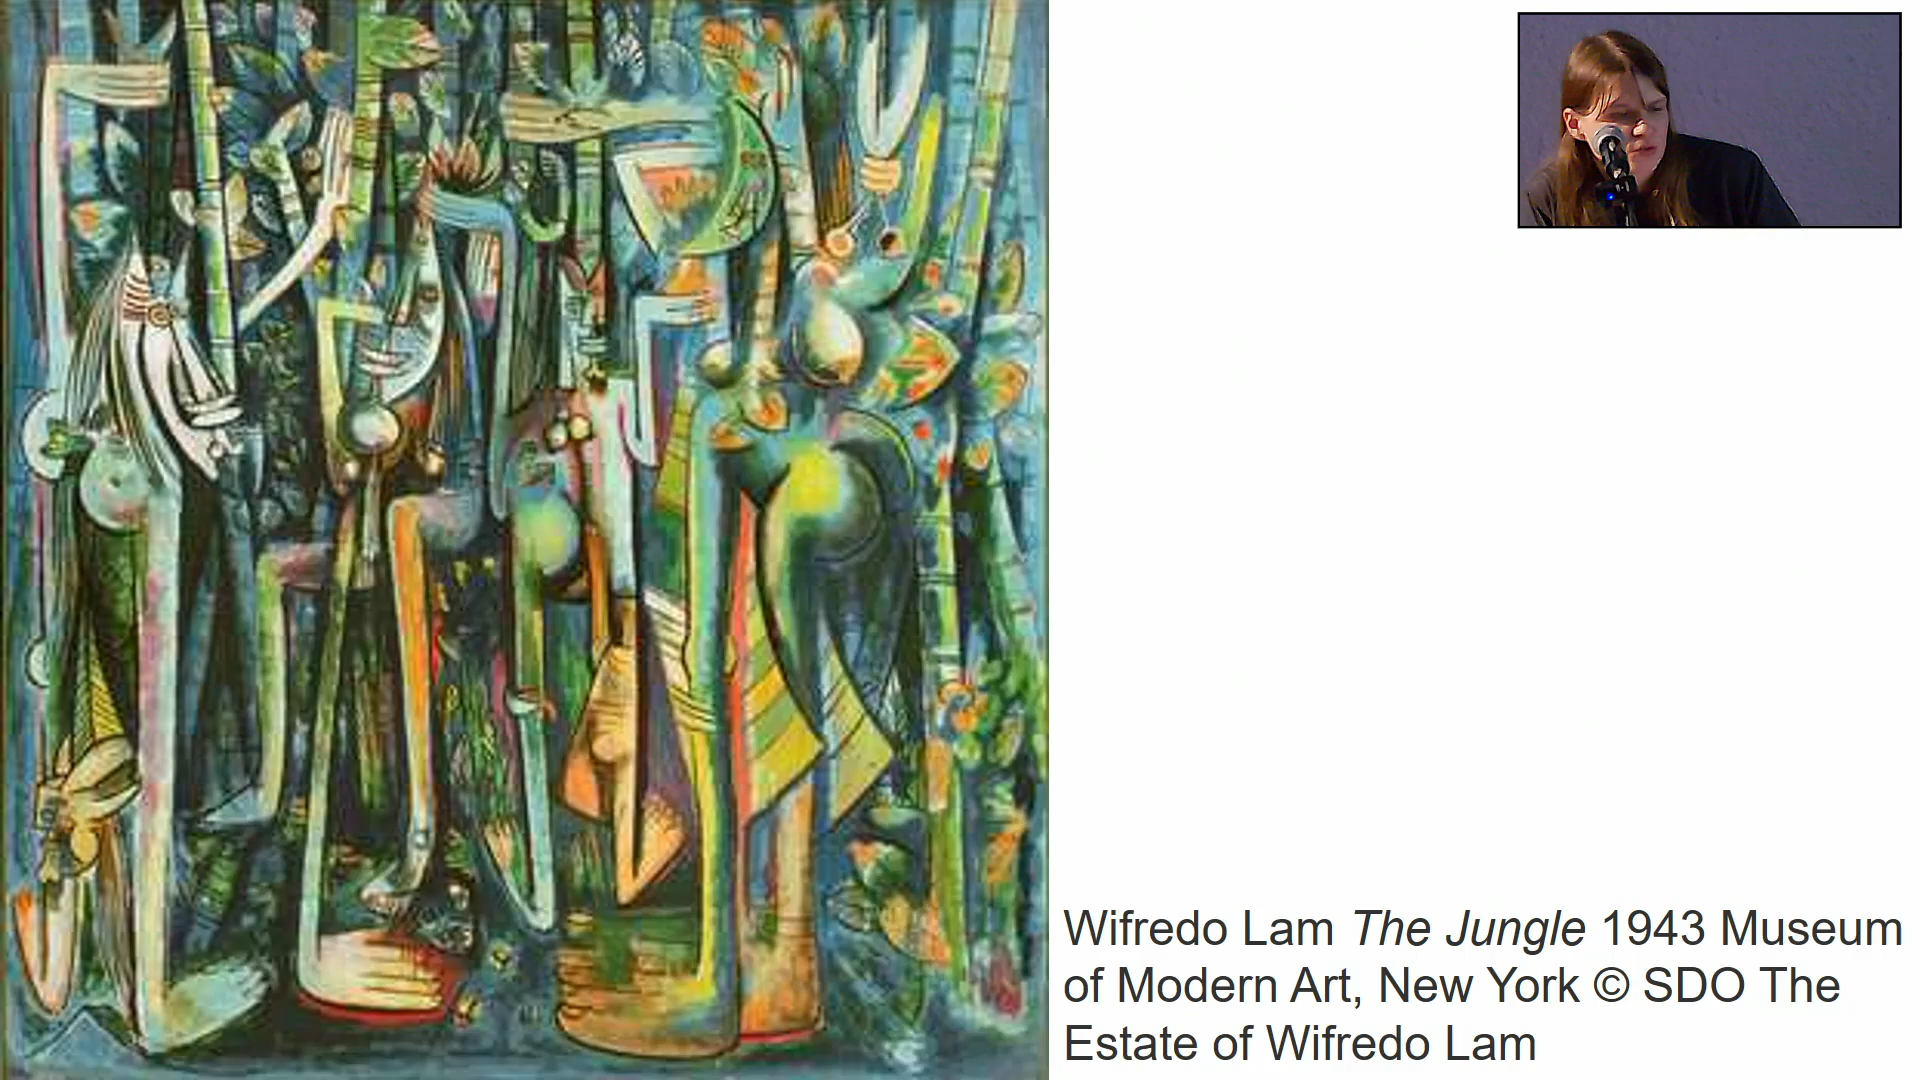 Wifredo Lam The Jungle 1943 Museum
of Modern Art, New York © SDO The
Estate of Wifredo Lam